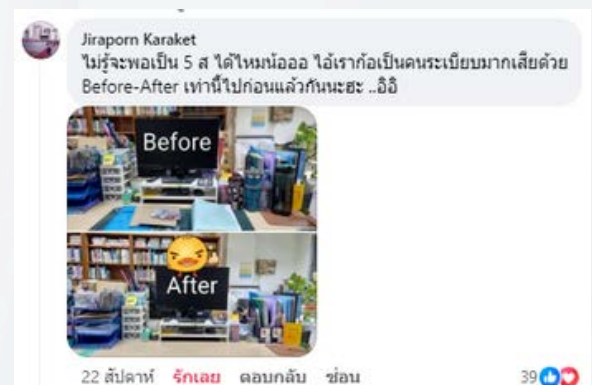 Jiraporn Karaket
ไม่รู้จะพอเป็น 5 ส ได้ไหมน้อออ ไอ้เราก้อเป็นคนระเบียบมากเสียด้วย
Before-After เท่านี้ไปก่อนแล้วกันนะฮะ ..อิอิ
Before
After
22 สัปดาห์ รักเลย ตอบกลับ ซ่อน 39